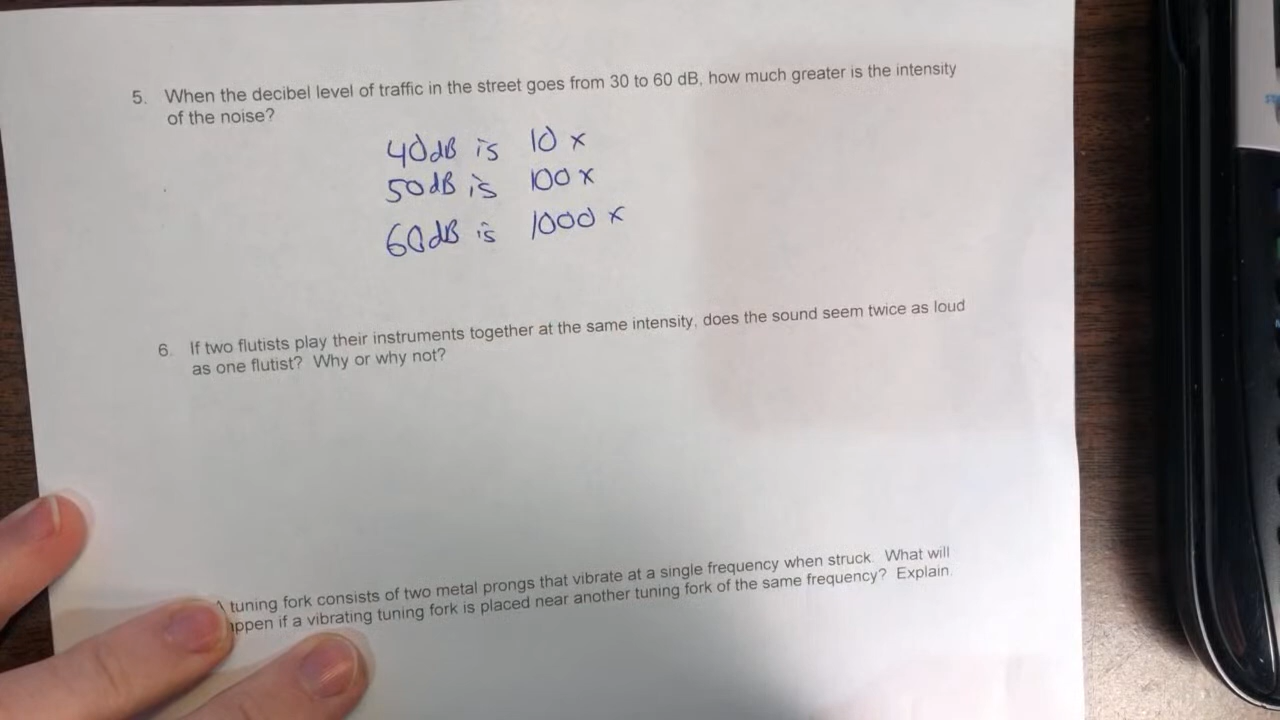 5. When the decibel level of traffic in the street goes from 30 to 60 dB, how much greater is the intensity
of the noise?
40dB is 10 x
50dB is 100 x
60dB is 1000 x
6. If two flutists play their instruments together at the same intensity, does the sound seem twice as loud
as one flutist? Why or why not?
tuning fork consists of two metal prongs that vibrate at a single frequency when struck. What will
if a vibrating tuning fork is placed near another tuning fork of the same frequency? Explain.